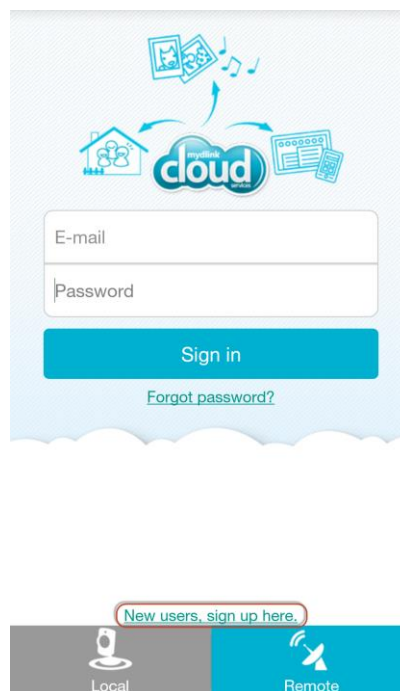 mydlink
cloud
services
E-mail
Password
Sign in
Forgot password?
New users, sign up here.
Local
Remote